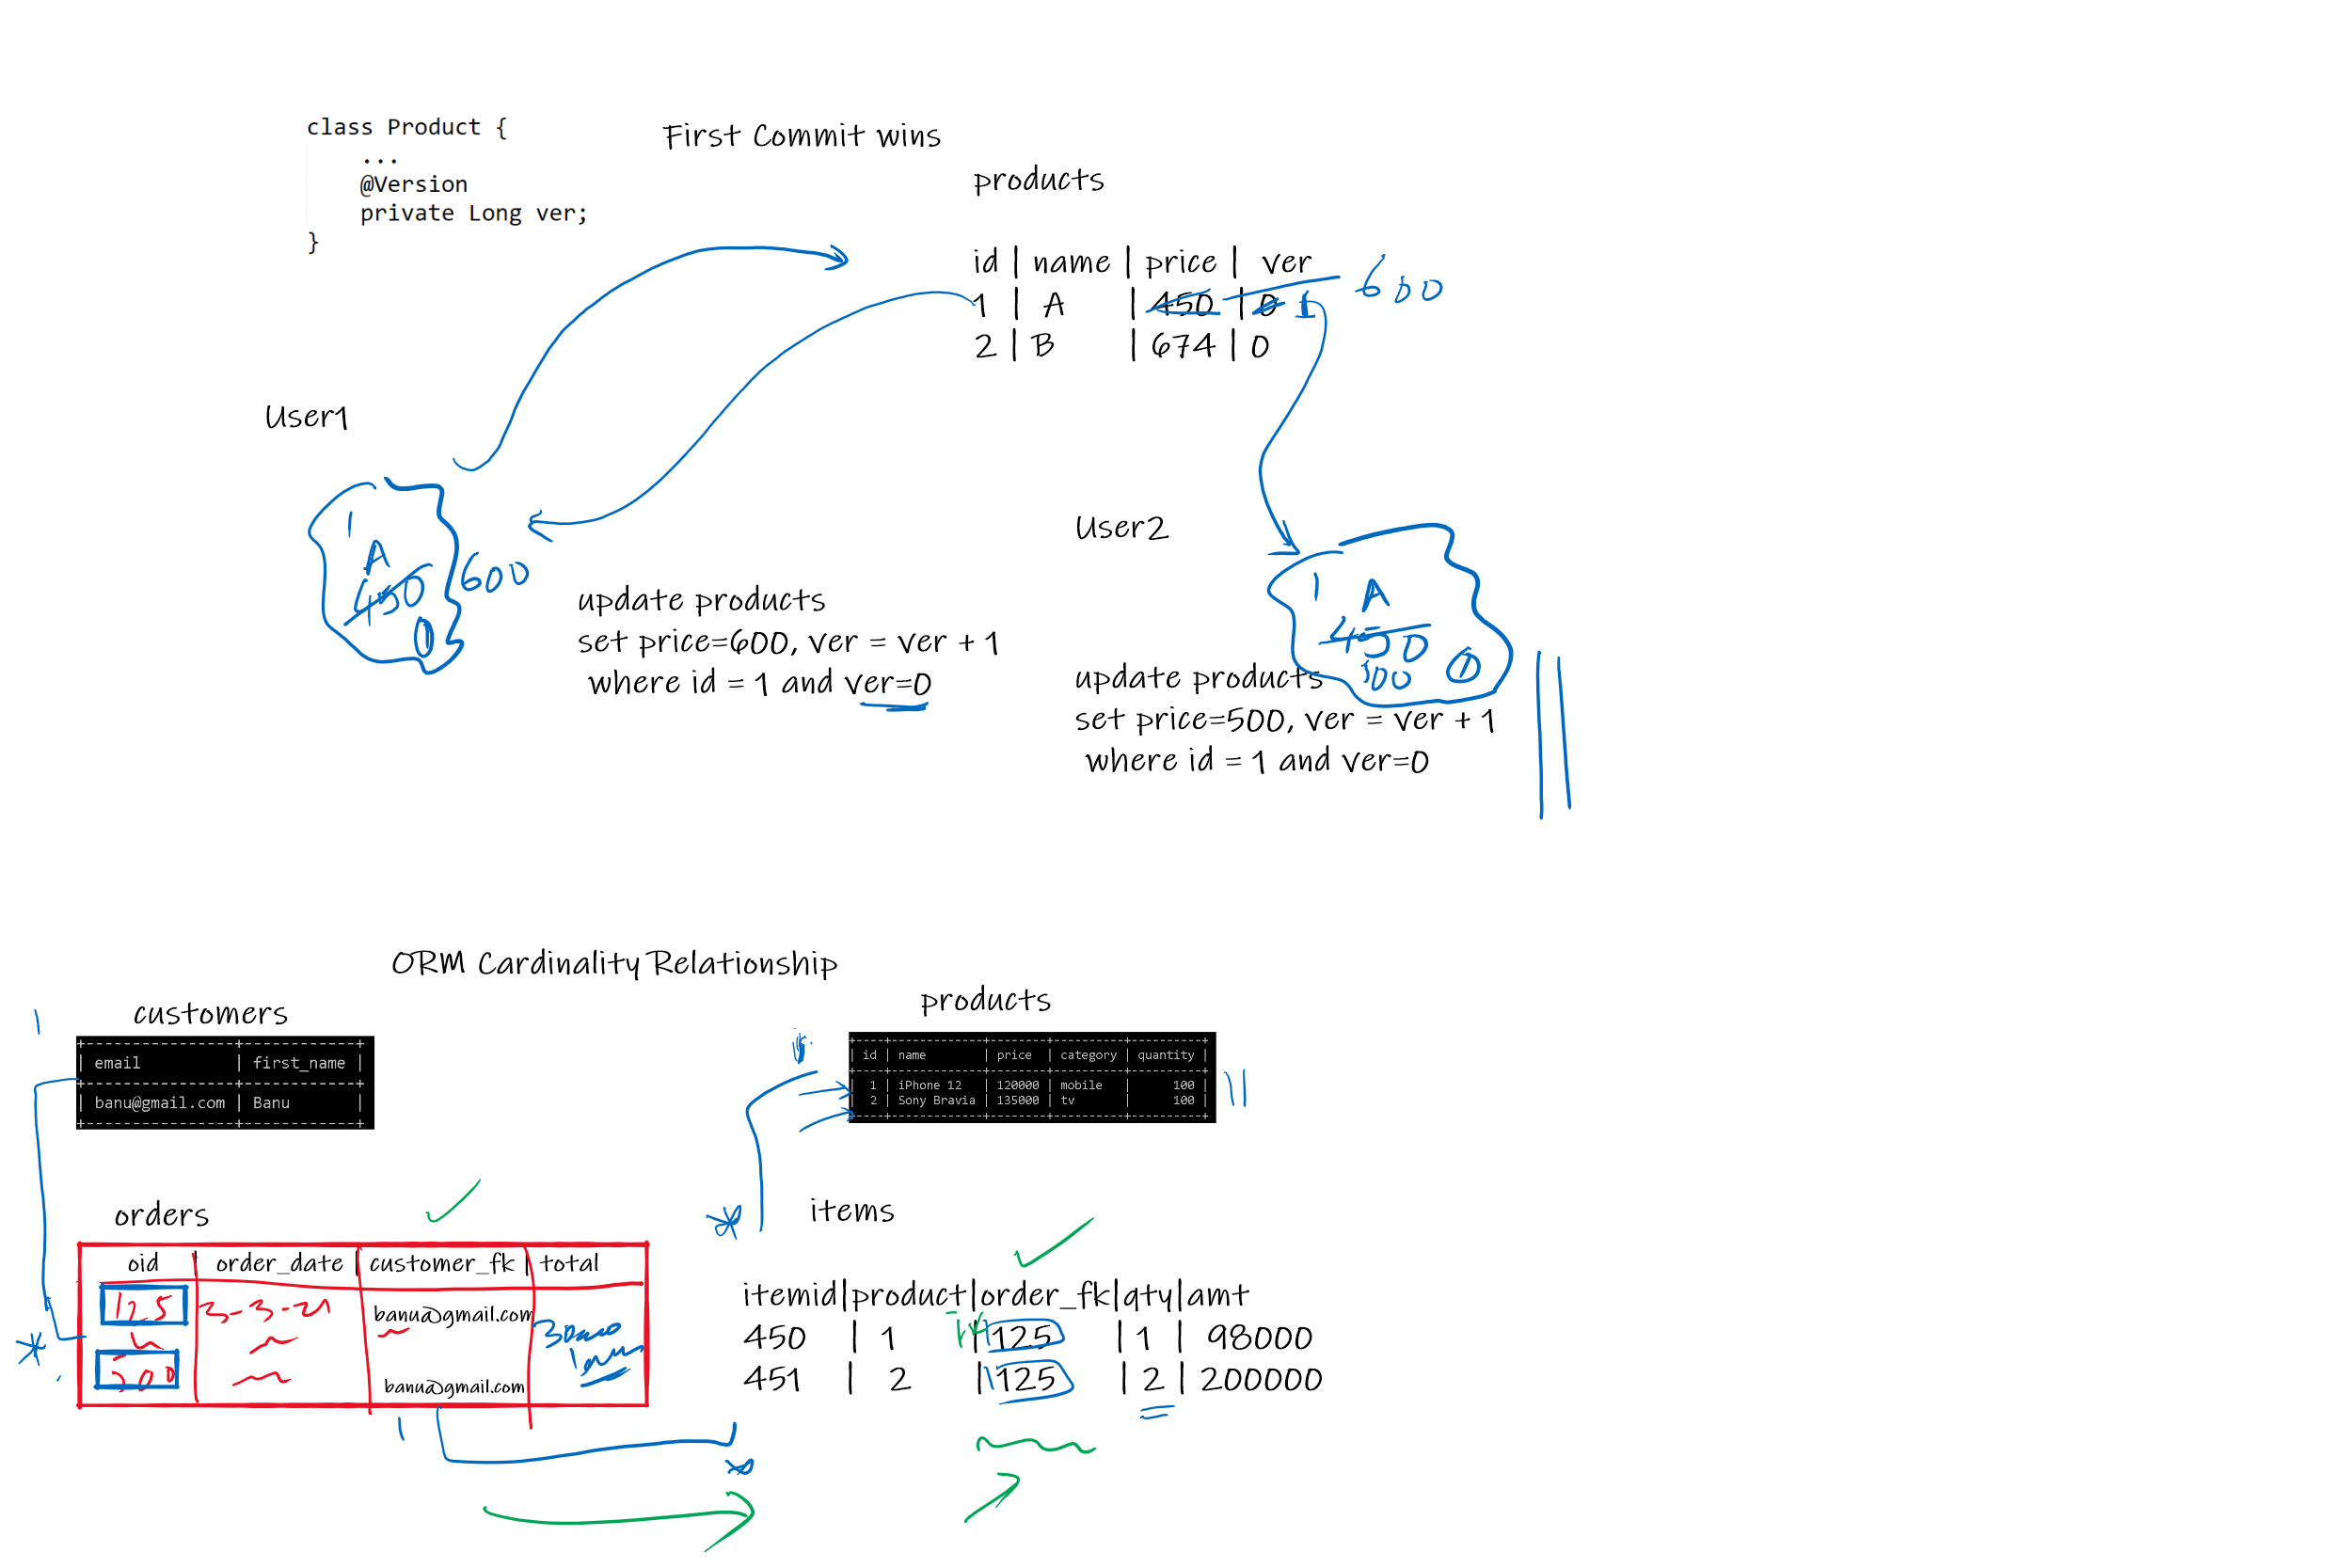 class Product {
...
@Version
private Long ver;
}
First Commit wins
products
id | name | price | ver
1 | A | 450 | 0 1 600
2 | B | 674 | 0
User1
1
A
450 600
0
update products
set price=600, ver = ver + 1
where id = 1 and ver=0
User2
1 A
450
500
update products
set price=500, ver = ver + 1
where id = 1 and ver=0
ORM Cardinality Relationship
customers
| email | first_name |
| banu@gmail.com | Banu |
1
*
products
| id | name | price | category | quantity |
| 1 | iPhone 12 | 120000 | mobile | 100 |
| 2 | Sony Bravia | 135000 | tv | 100 |
*
orders
oid | order_date | customer_fk | total
125 banu@gmail.com
500 banu@gmail.com
1
*
items
itemid|product|order_fk|qty|amt
450 | 1 |125 | 1 | 98000
451 | 2 |125 | 2 | 200000